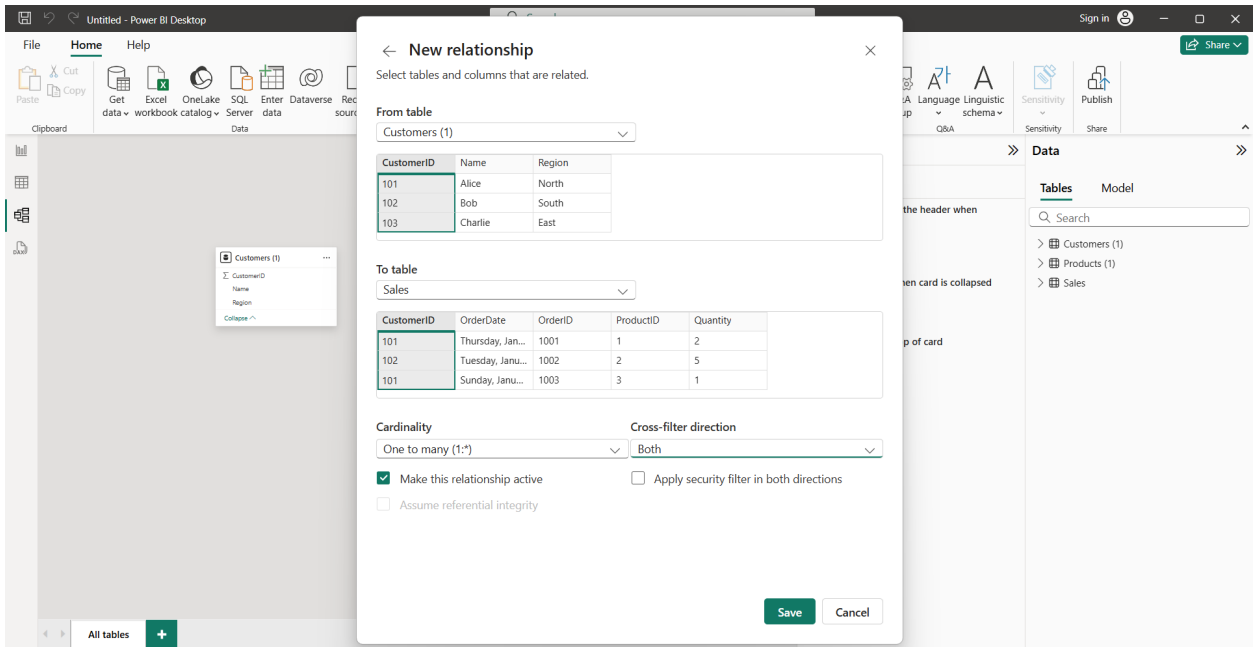 Untitled - Power BI Desktop
Sign in
File Home Help
Share
Paste
Cut
Copy
Clipboard
Get data
Excel workbook
OneLake catalog
SQL Server
Enter data
Dataverse
Data
Language
Linguistic schema
Q&A
Sensitivity
Sensitivity
Publish
Share
Customers (1)
CustomerID
Name
Region
Collapse
All tables
New relationship
Select tables and columns that are related.
From table
Customers (1)
CustomerID Name Region
101 Alice North
102 Bob South
103 Charlie East
To table
Sales
CustomerID OrderDate OrderID ProductID Quantity
101 Thursday, Jan... 1001 1 2
102 Tuesday, Janu... 1002 2 5
101 Sunday, Janu... 1003 3 1
Cardinality
One to many (1:*)
Cross-filter direction
Both
Make this relationship active
Apply security filter in both directions
Assume referential integrity
Save Cancel
the header when
card is collapsed
of card
Data
Tables Model
Search
Customers (1)
Products (1)
Sales